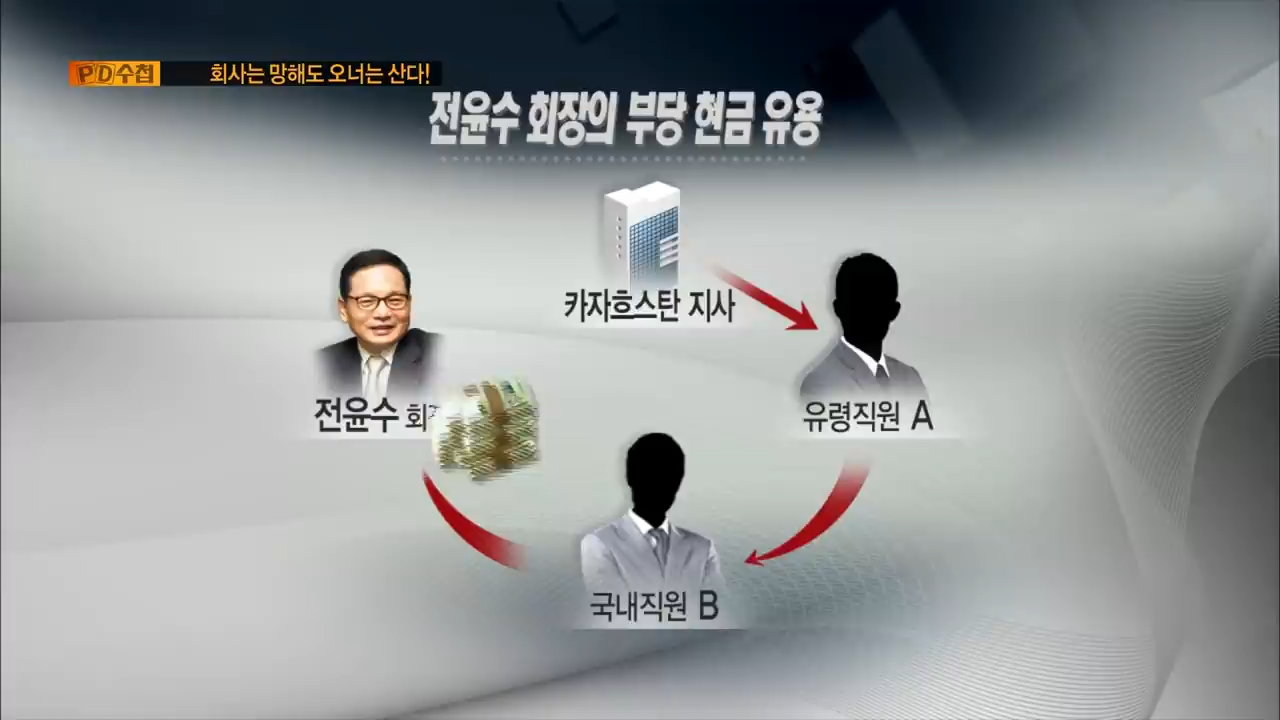 PD수첩 회사는 망해도 오너는 산다!
전윤수 회장의 부당 현금 유용
카자흐스탄 지사
전윤수
유령직원 A
국내직원 B